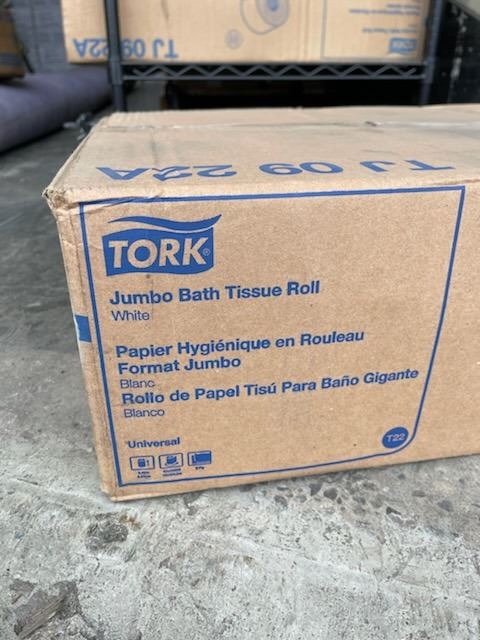 TJ 09 22A
TORK
TJ 09 22A
TORK®
Jumbo Bath Tissue Roll
White
Papier Hygiénique en Rouleau
Format Jumbo
Blanc
Rollo de Papel Tisú Para Baño Gigante
Blanco
Universal
T22